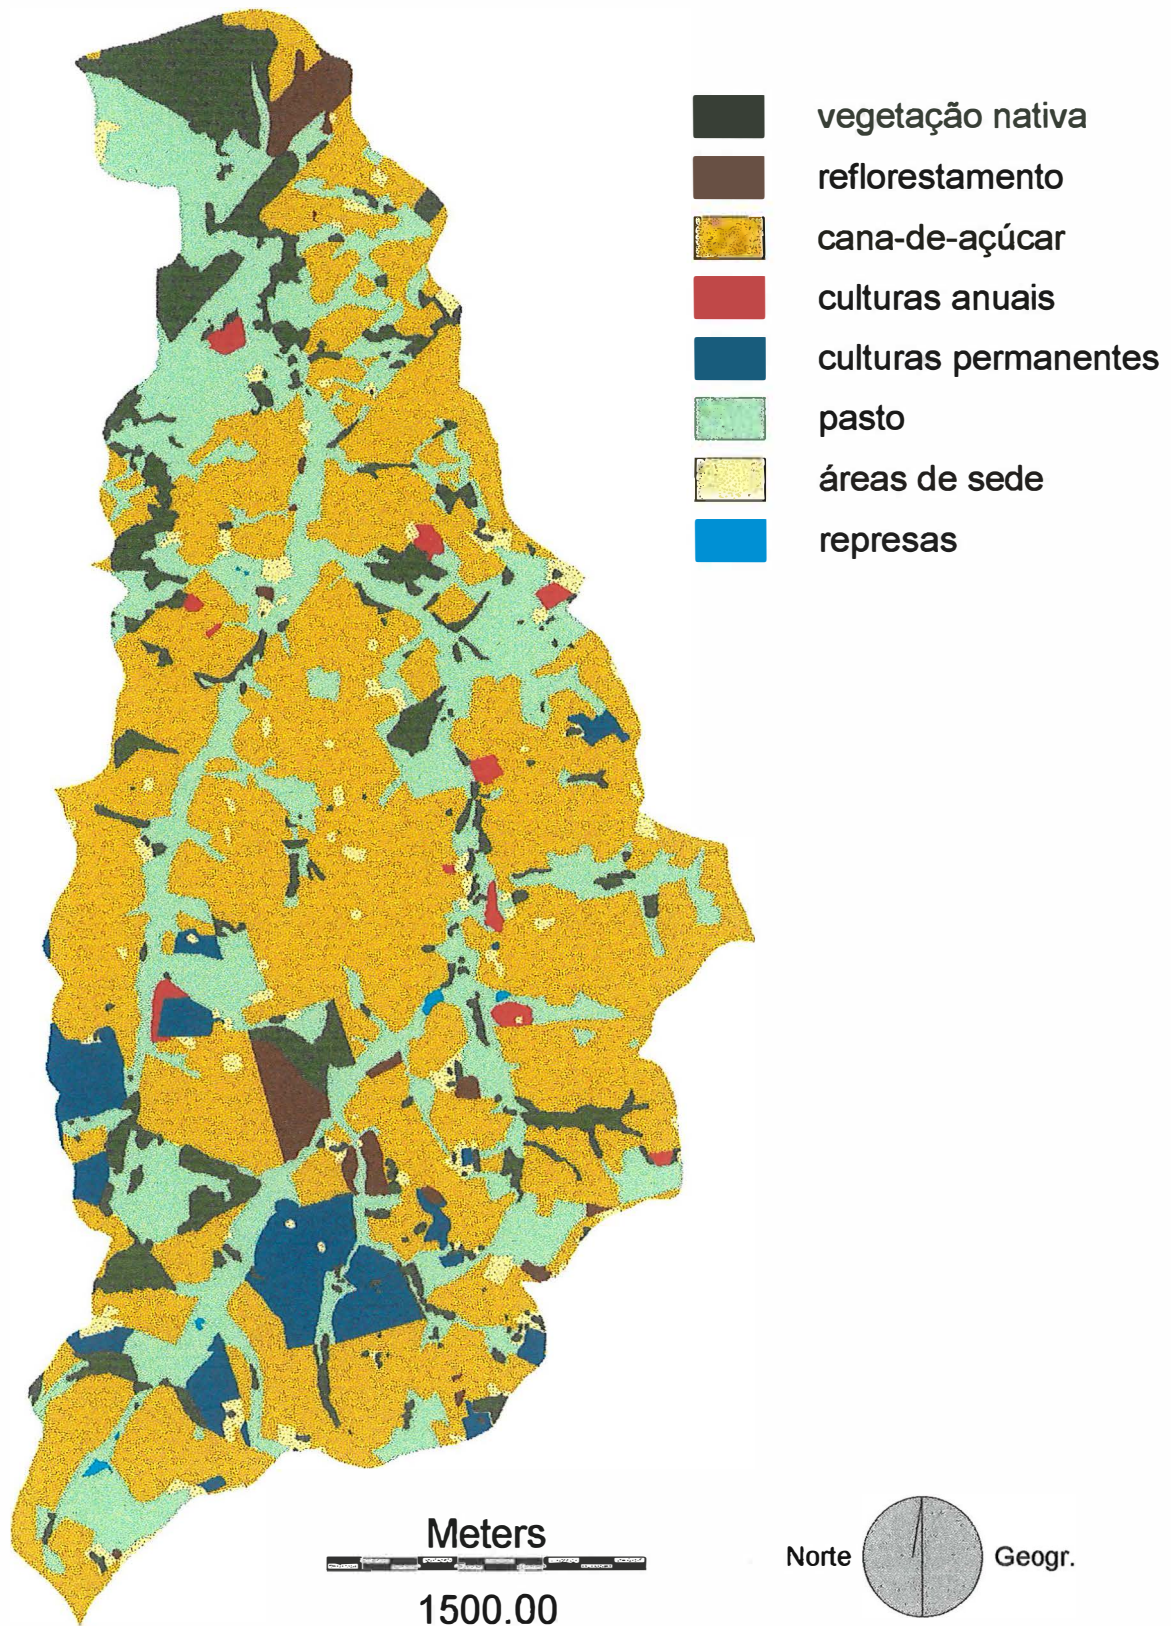 vegetação nativa
reflorestamento
cana-de-açúcar
culturas anuais
culturas permanentes
pasto
áreas de sede
represas
Meters
1500.00
Norte Geogr.